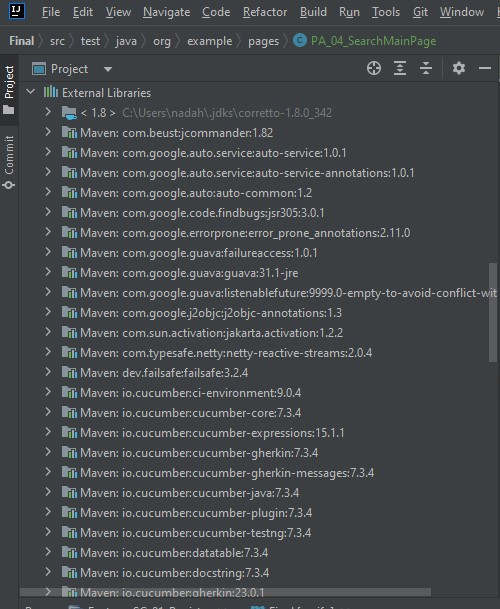 IJ File Edit View Navigate Code Refactor Build Run Tools Git Window
Final src test java org example pages C PA_04_SearchMainPage
Project
Project
Commit
External Libraries
< 1.8 > C:\Users\nadah\.jdks\corretto-1.8.0_342
Maven: com.beust:jcommander:1.82
Maven: com.google.auto.service:auto-service:1.0.1
Maven: com.google.auto.service:auto-service-annotations:1.0.1
Maven: com.google.auto:auto-common:1.2
Maven: com.google.code.findbugs:jsr305:3.0.1
Maven: com.google.errorprone:error_prone_annotations:2.11.0
Maven: com.google.guava:failureaccess:1.0.1
Maven: com.google.guava:guava:31.1-jre
Maven: com.google.guava:listenablefuture:9999.0-empty-to-avoid-conflict-wit
Maven: com.google.j2objc:j2objc-annotations:1.3
Maven: com.sun.activation:jakarta.activation:1.2.2
Maven: com.typesafe.netty:netty-reactive-streams:2.0.4
Maven: dev.failsafe:failsafe:3.2.4
Maven: io.cucumber:ci-environment:9.0.4
Maven: io.cucumber:cucumber-core:7.3.4
Maven: io.cucumber:cucumber-expressions:15.1.1
Maven: io.cucumber:cucumber-gherkin:7.3.4
Maven: io.cucumber:cucumber-gherkin-messages:7.3.4
Maven: io.cucumber:cucumber-java:7.3.4
Maven: io.cucumber:cucumber-plugin:7.3.4
Maven: io.cucumber:cucumber-testng:7.3.4
Maven: io.cucumber:datatable:7.3.4
Maven: io.cucumber:docstring:7.3.4
Maven: io.cucumber:gherkin:23.0.1